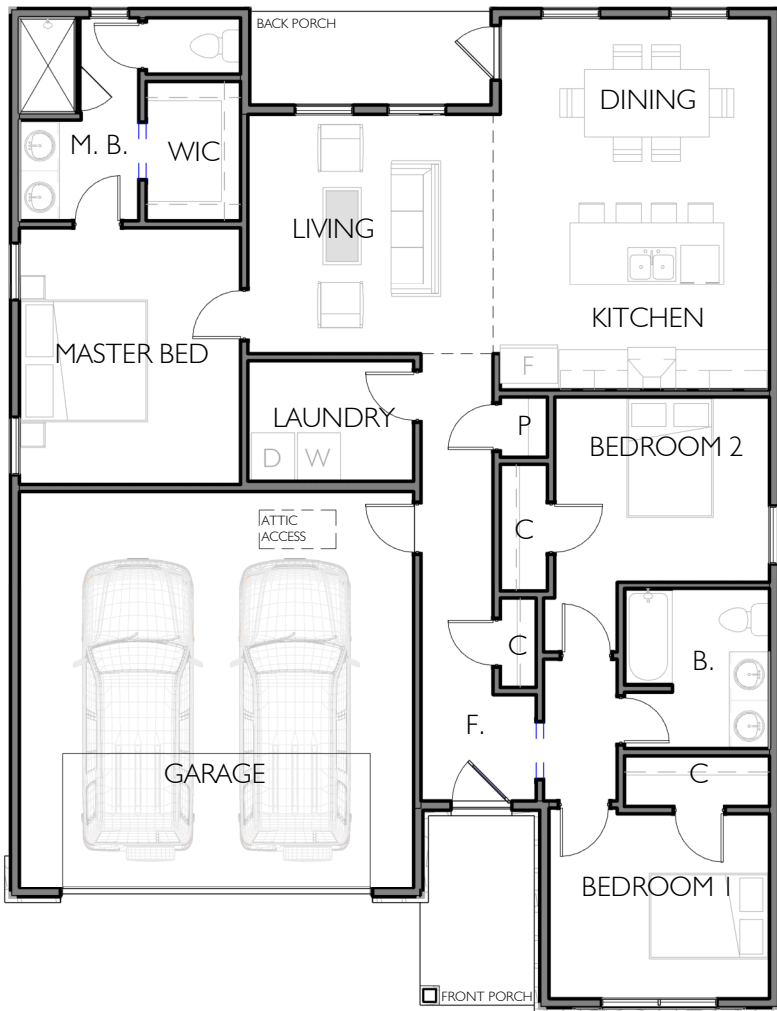 BACK PORCH
DINING
M. B.
WIC
LIVING
KITCHEN
MASTER BED
F
LAUNDRY
P
BEDROOM 2
D
W
ATTIC
ACCESS
C
C
B.
F.
GARAGE
C
BEDROOM 1
FRONT PORCH